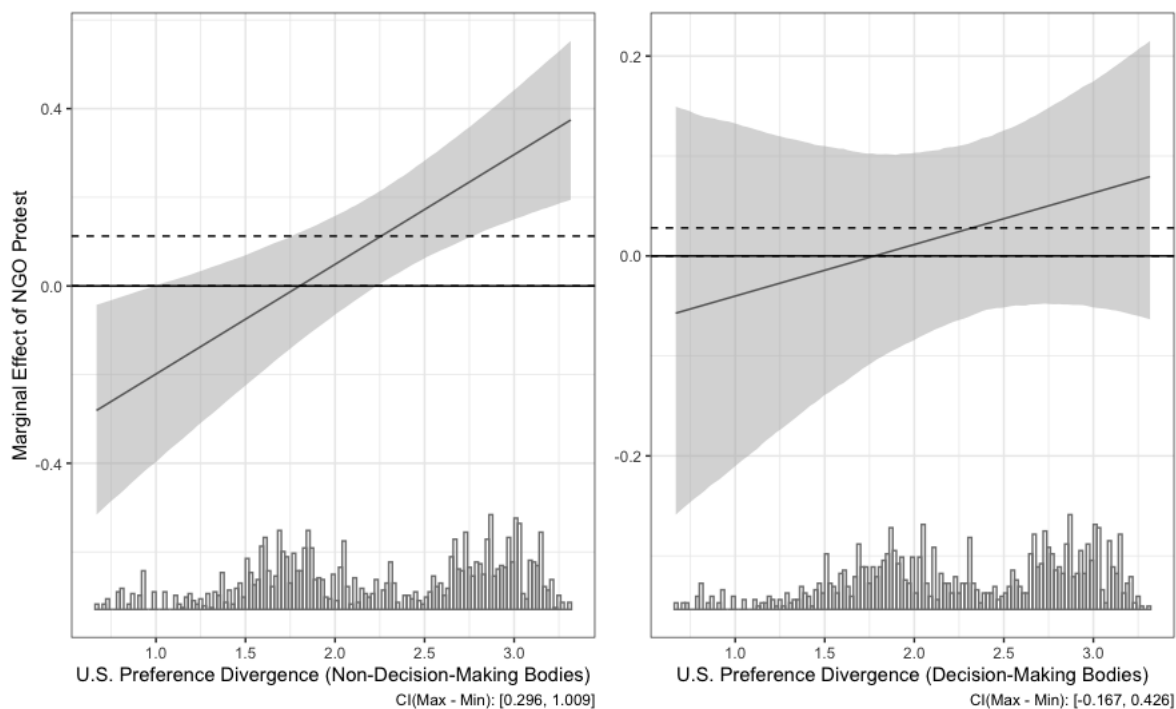 Marginal Effect of NGO Protest
0.4
0.0
-0.4
1.0 1.5 2.0 2.5 3.0
U.S. Preference Divergence (Non-Decision-Making Bodies)
CI(Max - Min): [0.296, 1.009]
0.2
0.0
-0.2
1.0 1.5 2.0 2.5 3.0
U.S. Preference Divergence (Decision-Making Bodies)
CI(Max - Min): [-0.167, 0.426]